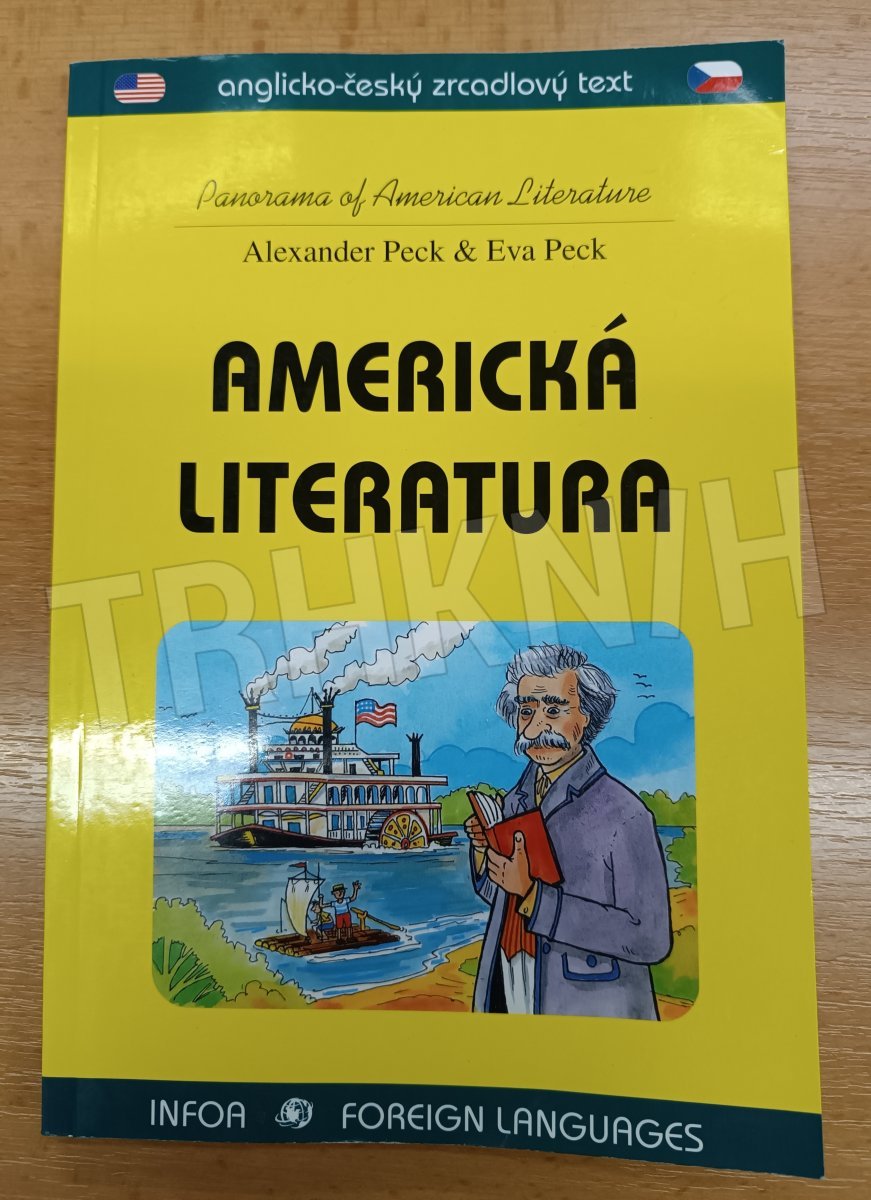 anglicko-český zrcadlový text
Panorama of American Literature
Alexander Peck & Eva Peck
AMERICKÁ
LITERATURA
TRHKNIH
INFOA FOREIGN LANGUAGES